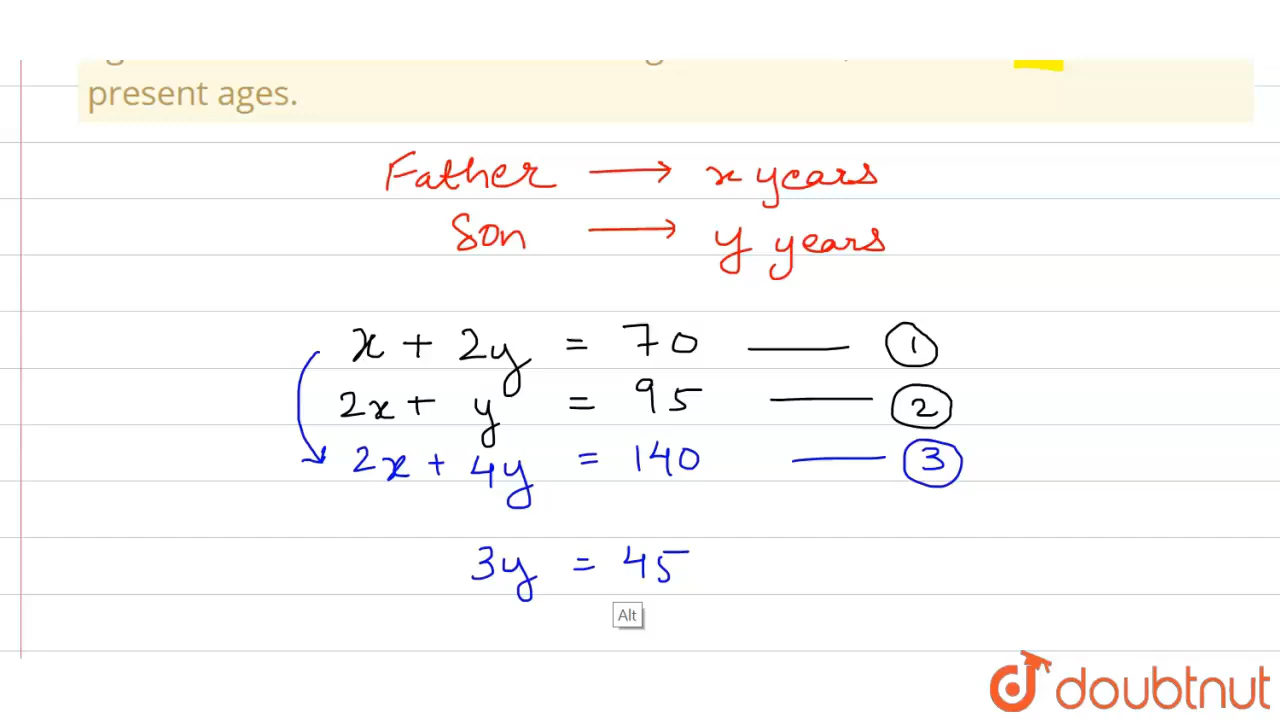 present ages.
Father → x years
Son → y years
x + 2y = 70 —— ①
2x + y = 95 —— ②
2x + 4y = 140 —— ③
3y = 45
Alt
doubtnut